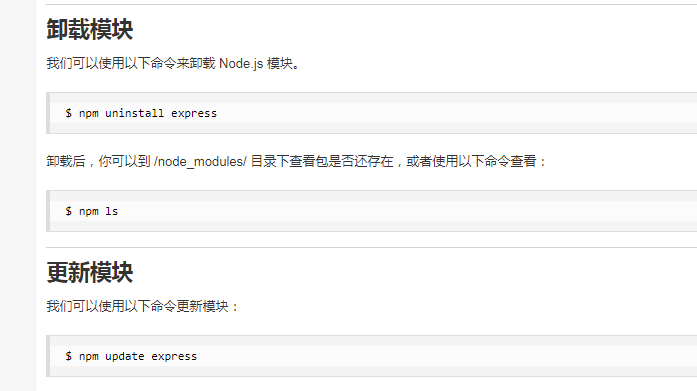 卸载模块
我们可以使用以下命令来卸载 Node.js 模块。
$ npm uninstall express
卸载后，你可以到 /node_modules/ 目录下查看包是否还存在，或者使用以下命令查看：
$ npm ls
更新模块
我们可以使用以下命令更新模块：
$ npm update express